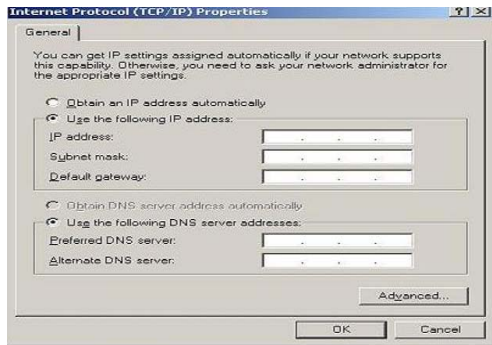 Internet Protocol (TCP/IP) Properties
General
You can get IP settings assigned automatically if your network supports
this capability. Otherwise, you need to ask your network administrator for
the appropriate IP settings.
Obtain an IP address automatically
Use the following IP address:
IP address:
Subnet mask:
Default gateway:
Obtain DNS server address automatically
Use the following DNS server addresses:
Preferred DNS server:
Alternate DNS server:
Advanced...
OK Cancel